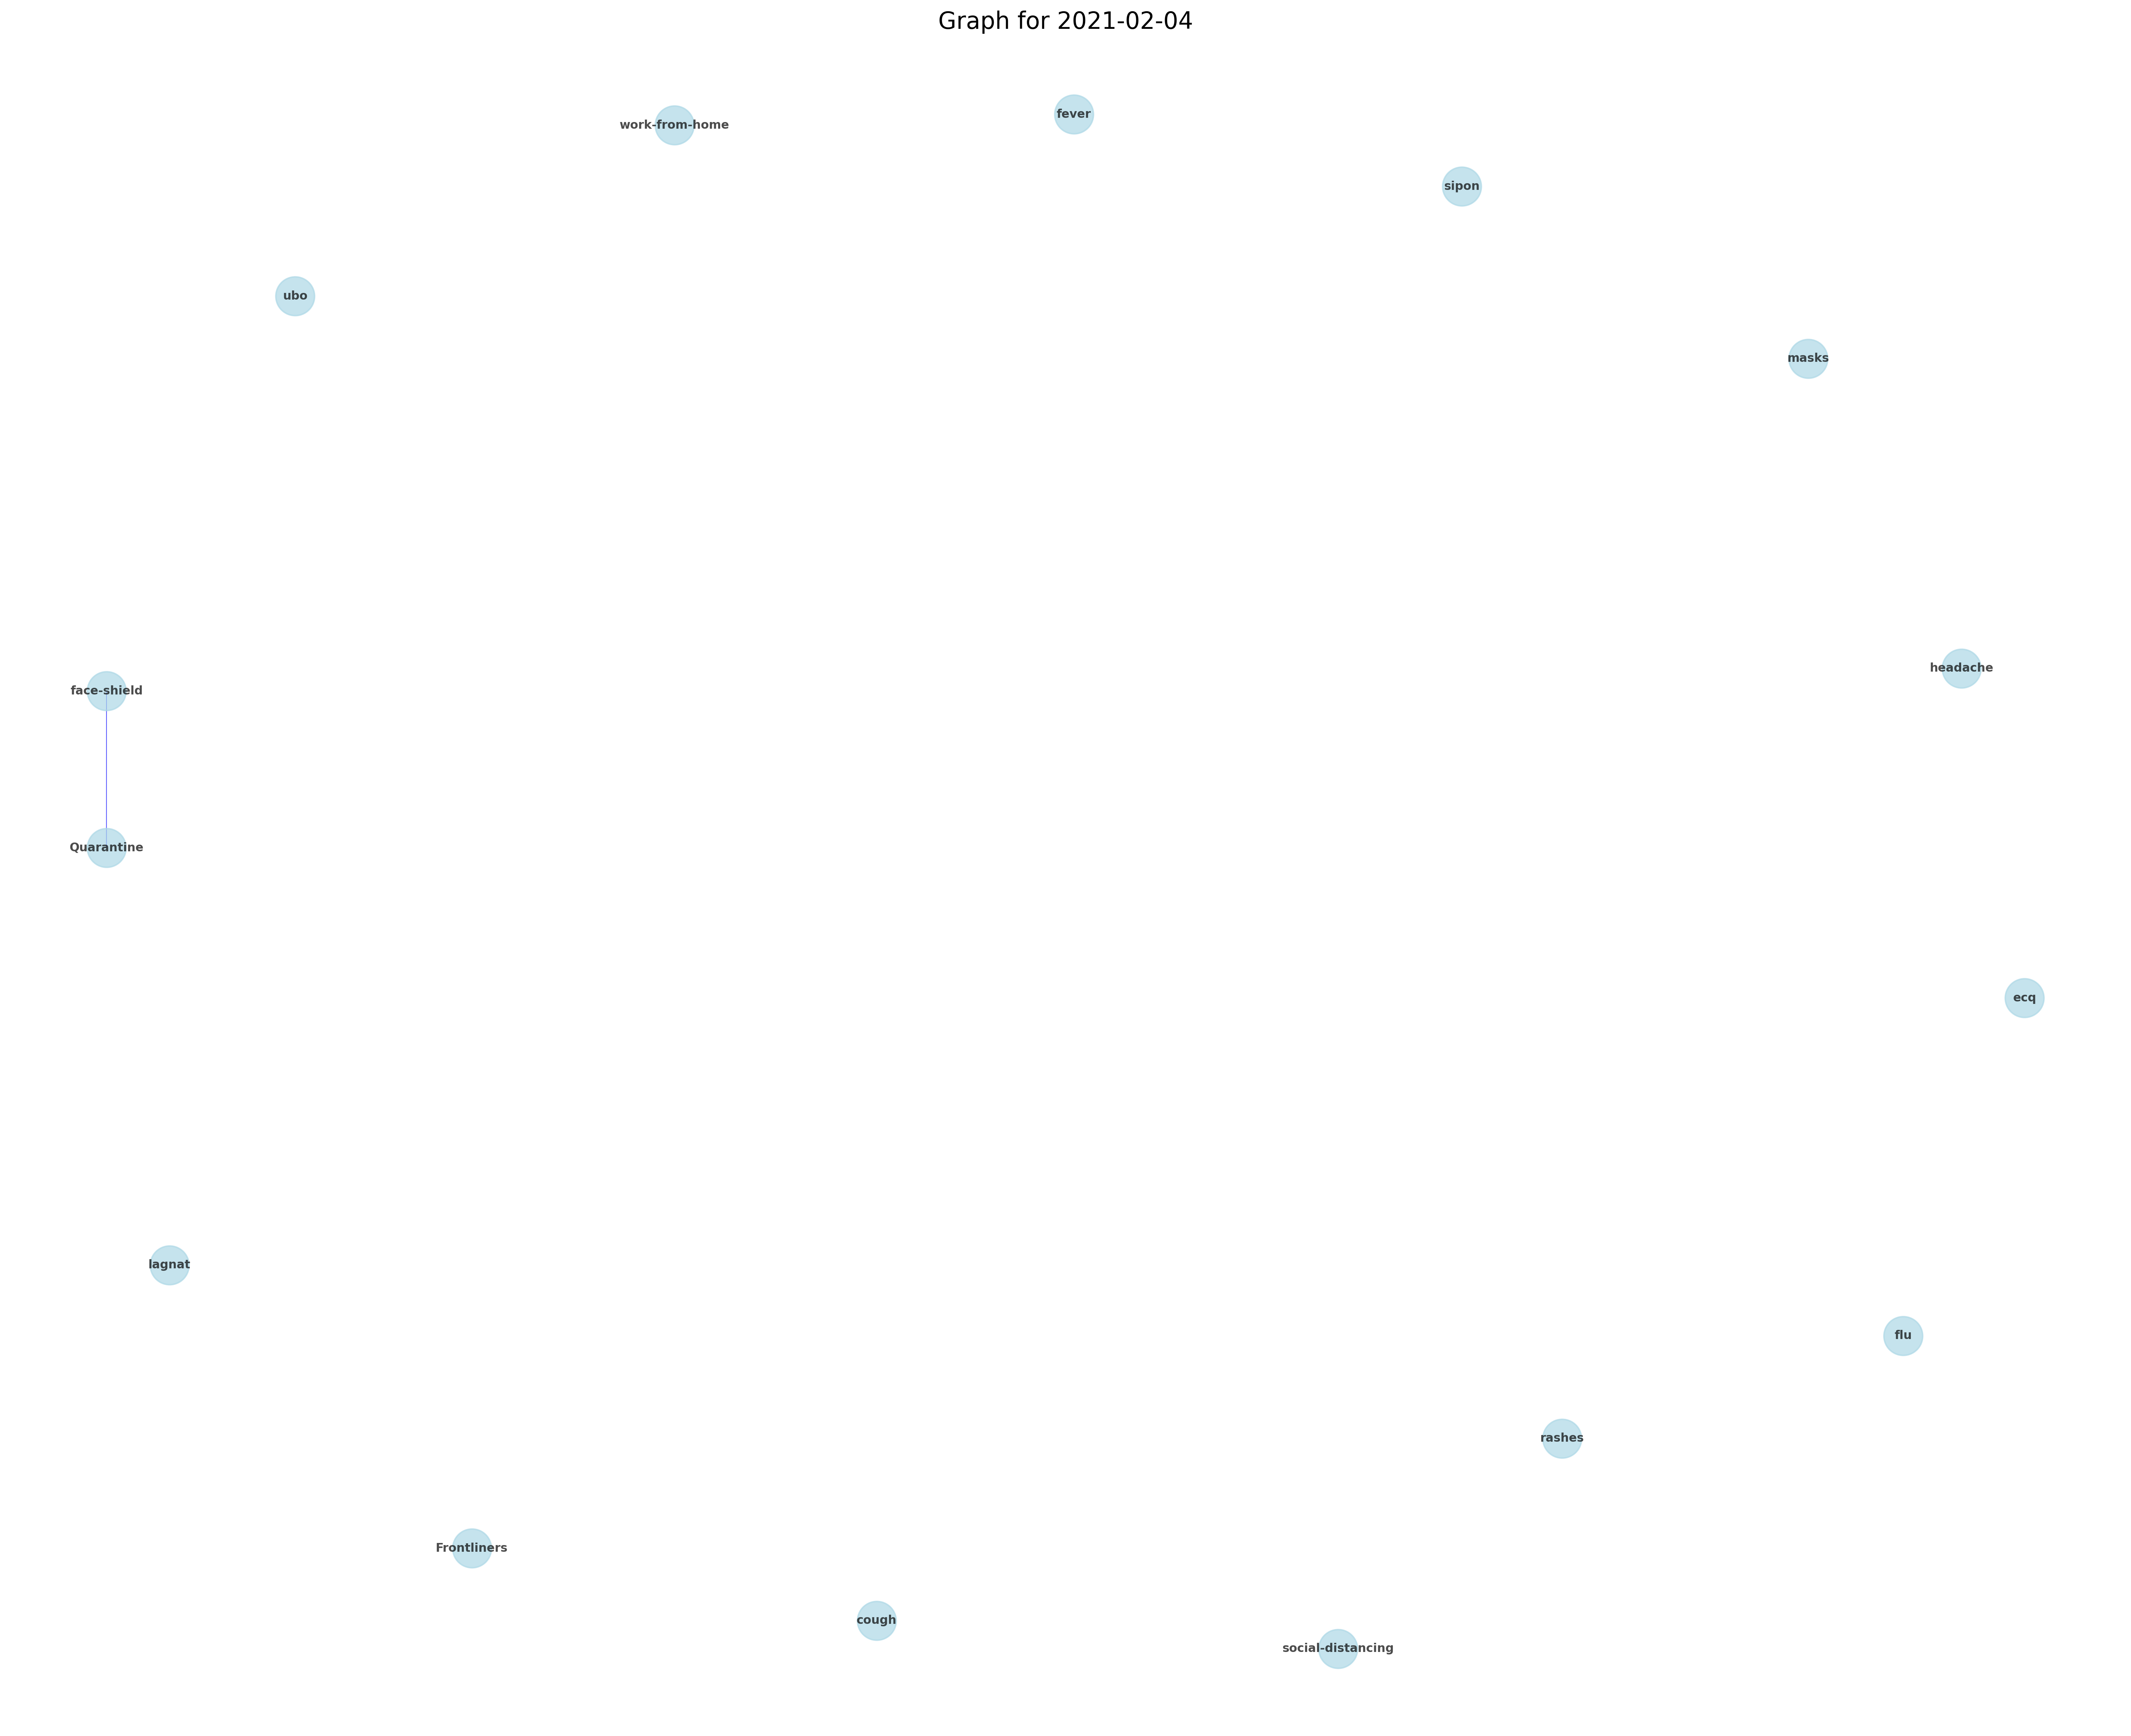 Graph for 2021-02-04
fever
work-from-home
sipon
ubo
masks
headache
face-shield
Quarantine
ecq
lagnat
flu
rashes
Frontliners
cough
social-distancing